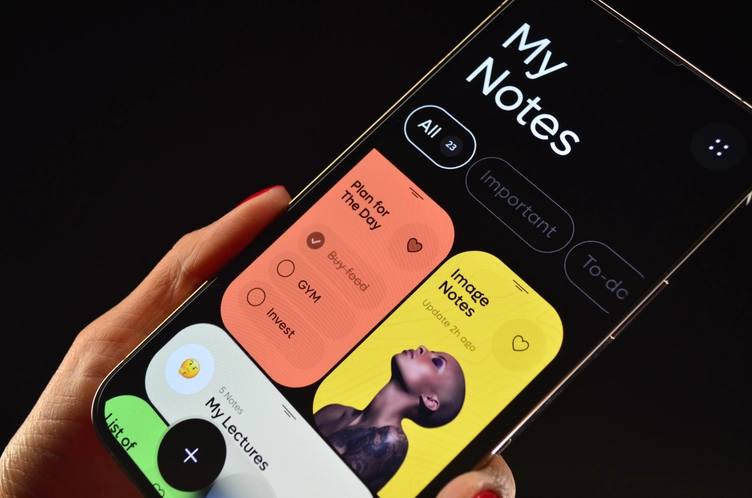 My
Notes
All 23
Important
To-do
Plan for
The Day
Buy food
GYM
Invest
Image
Notes
Update 2h ago
5 Notes
My Lectures
List of